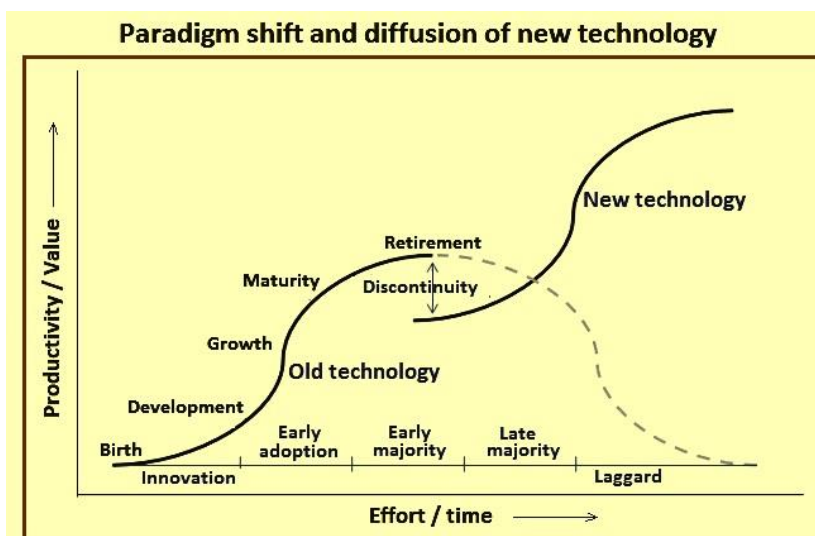 Paradigm shift and diffusion of new technology
Productivity / Value
New technology
Retirement
Maturity
Discontinuity
Growth
Old technology
Development
Birth
Early
adoption
Early
majority
Late
majority
Innovation
Laggard
Effort / time